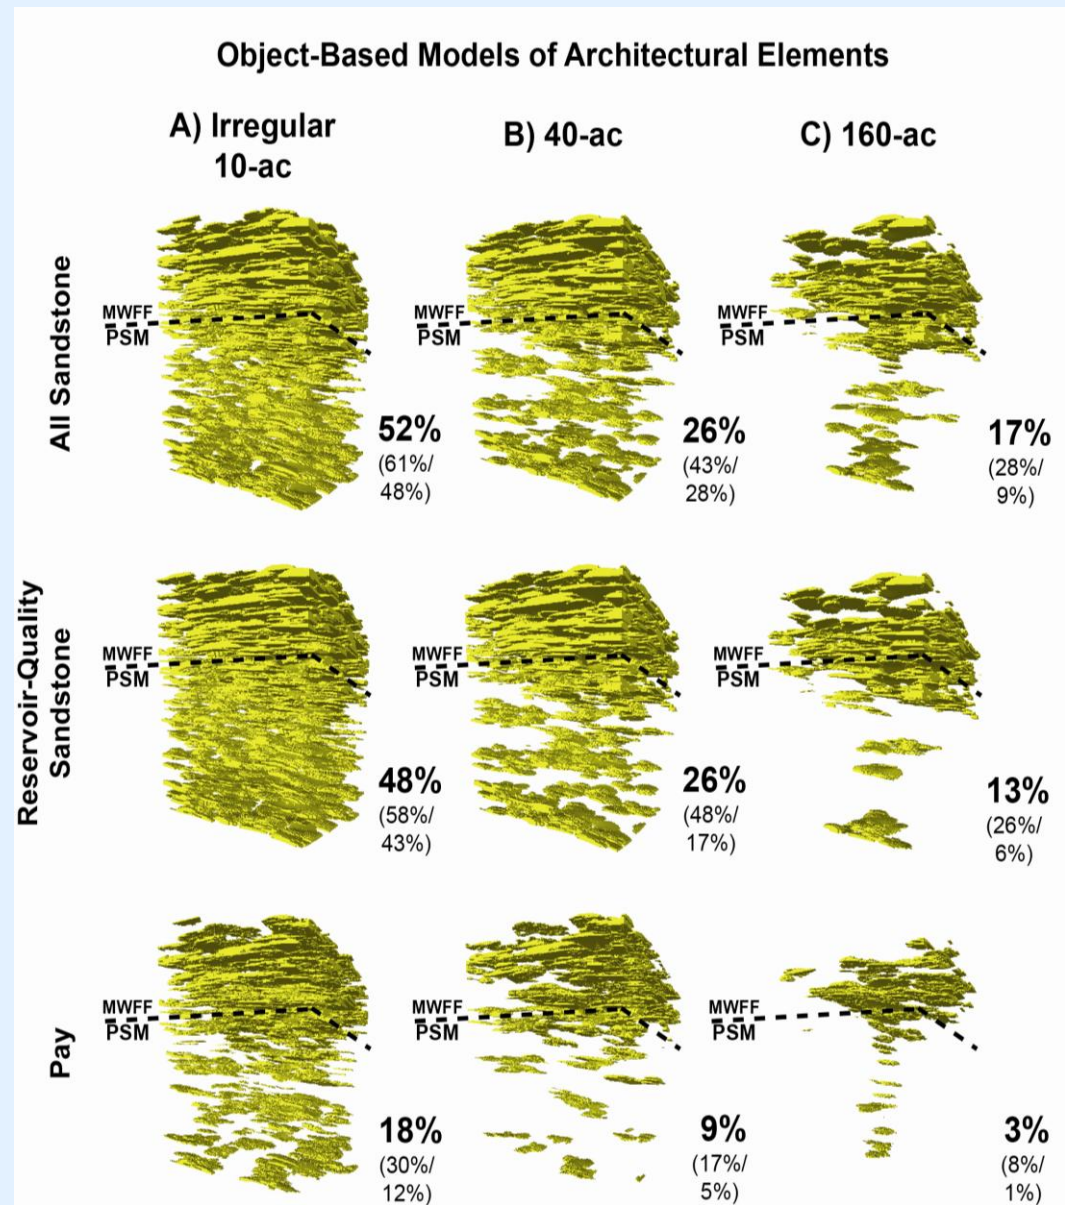 Object-Based Models of Architectural Elements
A) Irregular
10-ac
B) 40-ac
C) 160-ac
All Sandstone
MWFF
PSM
52%
(61%/
48%)
MWFF
PSM
26%
(43%/
28%)
MWFF
PSM
17%
(28%/
9%)
Reservoir-Quality
Sandstone
MWFF
PSM
48%
(58%/
43%)
MWFF
PSM
26%
(48%/
17%)
MWFF
PSM
13%
(26%/
6%)
Pay
MWFF
PSM
18%
(30%/
12%)
MWFF
PSM
9%
(17%/
5%)
MWFF
PSM
3%
(8%/
1%)